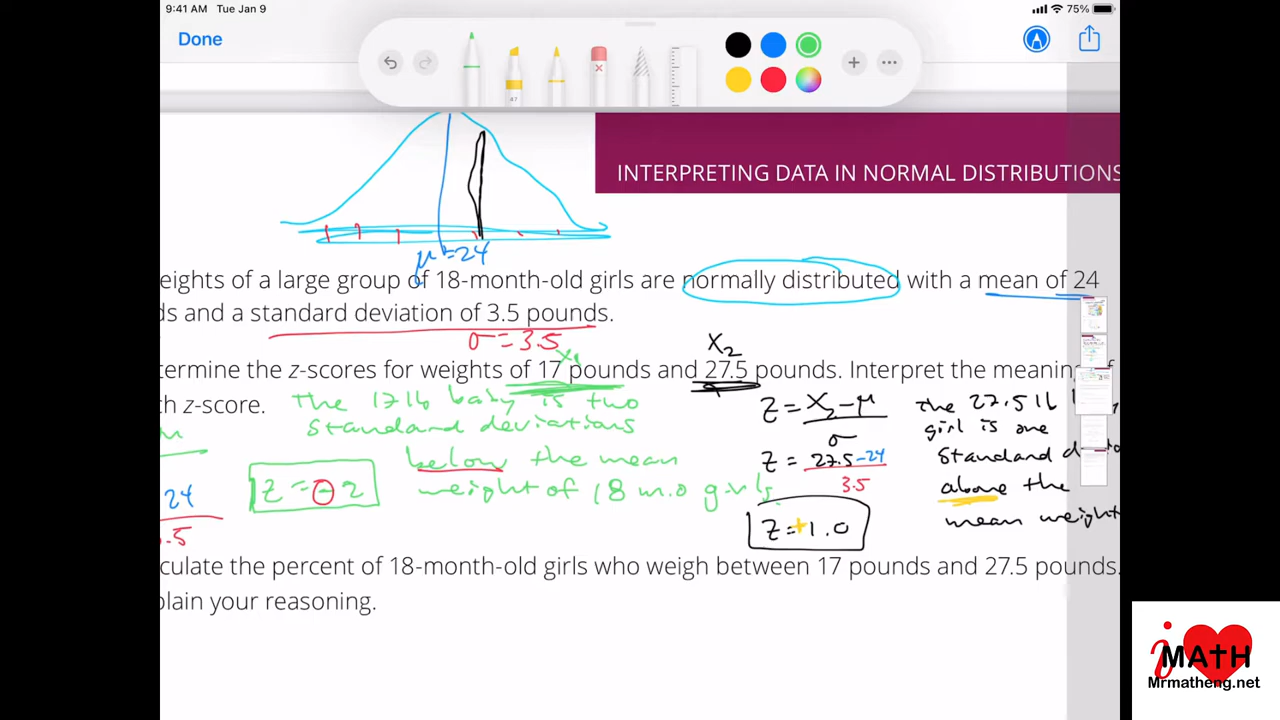 9:41 AM Tue Jan 9
75%
Done
INTERPRETING DATA IN NORMAL DISTRIBUTIONS
μ=24
eights of a large group of 18-month-old girls are normally distributed with a mean of 24
ds and a standard deviation of 3.5 pounds.
σ=3.5
X1
X2
termine the z-scores for weights of 17 pounds and 27.5 pounds. Interpret the meaning of
ch z-score.
The 17 lb baby is two
standard deviations
below the mean
weight of 18 m.o girls.
24
.5
Z = -2
Z = X2-μ
σ
Z = 27.5-24
3.5
Z=+1.0
The 27.5 lb
girl is one
standard
above the
mean weight
culate the percent of 18-month-old girls who weigh between 17 pounds and 27.5 pounds.
plain your reasoning.
i
MATH
Mrmatheng.net